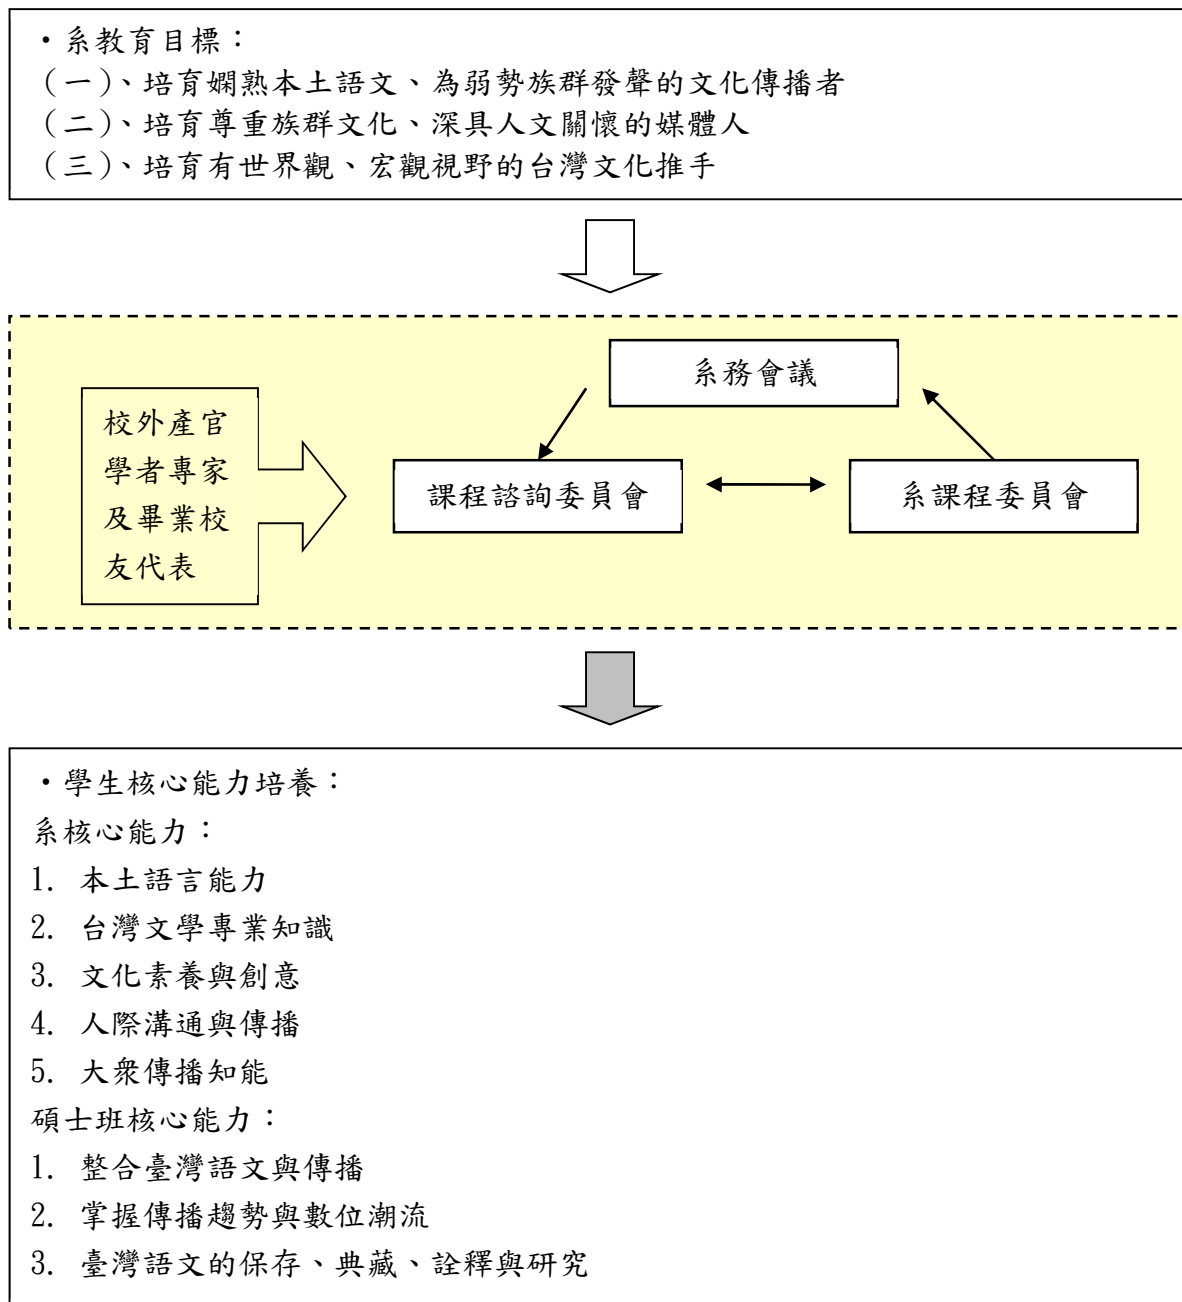 ・系教育目標：
（一）、培育嫻熟本土語文、為弱勢族群發聲的文化傳播者
（二）、培育尊重族群文化、深具人文關懷的媒體人
（三）、培育有世界觀、宏觀視野的台灣文化推手
系務會議
校外產官
學者專家
及畢業校
友代表
課程諮詢委員會
系課程委員會
・學生核心能力培養：
系核心能力：
1. 本土語言能力
2. 台灣文學專業知識
3. 文化素養與創意
4. 人際溝通與傳播
5. 大眾傳播知能
碩士班核心能力：
1. 整合臺灣語文與傳播
2. 掌握傳播趨勢與數位潮流
3. 臺灣語文的保存、典藏、詮釋與研究